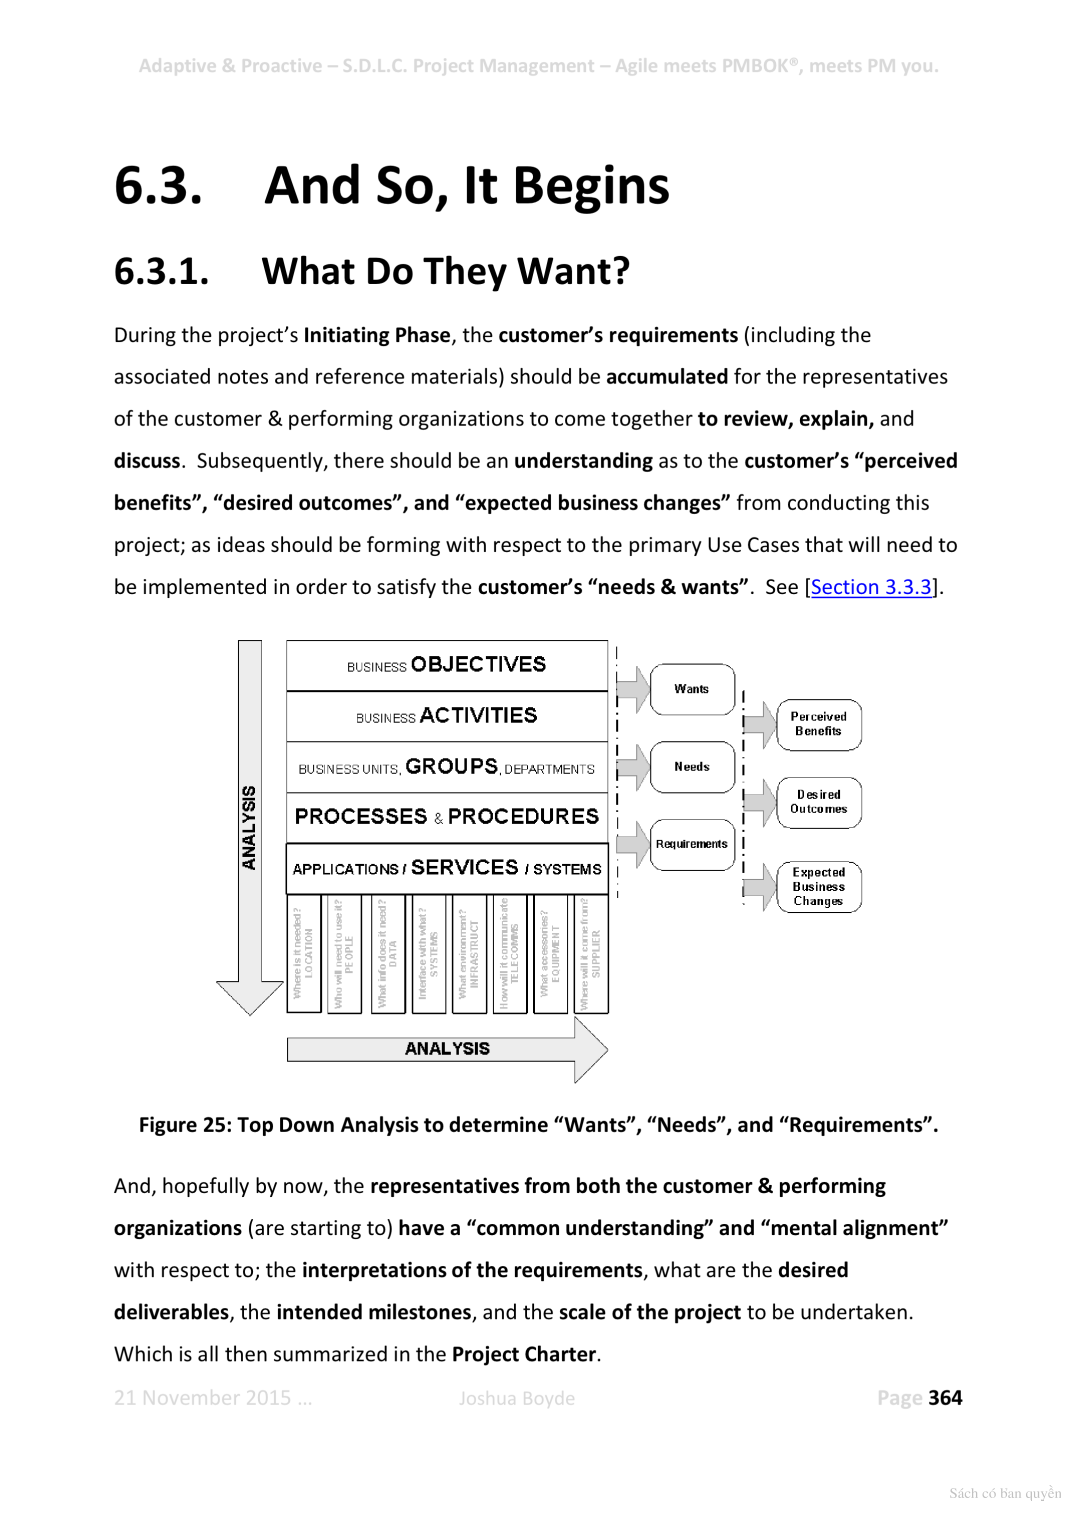 Adaptive & Proactive – S.D.L.C. Project Management – Agile meets PMBOK®, meets PM you.
6.3. And So, It Begins
6.3.1. What Do They Want?
During the project’s Initiating Phase, the customer’s requirements (including the
associated notes and reference materials) should be accumulated for the representatives
of the customer & performing organizations to come together to review, explain, and
discuss. Subsequently, there should be an understanding as to the customer’s “perceived
benefits”, “desired outcomes”, and “expected business changes” from conducting this
project; as ideas should be forming with respect to the primary Use Cases that will need to
be implemented in order to satisfy the customer’s “needs & wants”. See [Section 3.3.3].
ANALYSIS
BUSINESS OBJECTIVES
BUSINESS ACTIVITIES
BUSINESS UNITS, GROUPS, DEPARTMENTS
PROCESSES & PROCEDURES
APPLICATIONS / SERVICES / SYSTEMS
Where is it needed?
LOCATION
Who will need to use it?
PEOPLE
What info does it need?
DATA
Interface with what?
SYSTEMS
What environment?
INFRASTRUCT
How will it communicate
TELECOMMS
What accessories?
EQUIPMENT
Where will it come from?
SUPPLIER
ANALYSIS
Wants
Needs
Requirements
Perceived
Benefits
Desired
Outcomes
Expected
Business
Changes
Figure 25: Top Down Analysis to determine “Wants”, “Needs”, and “Requirements”.
And, hopefully by now, the representatives from both the customer & performing
organizations (are starting to) have a “common understanding” and “mental alignment”
with respect to; the interpretations of the requirements, what are the desired
deliverables, the intended milestones, and the scale of the project to be undertaken.
Which is all then summarized in the Project Charter.
21 November 2015 … Joshua Boyde Page 364
Sách có bản quyền